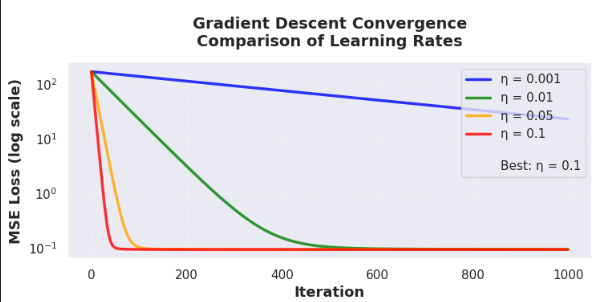 Gradient Descent Convergence
Comparison of Learning Rates
MSE Loss (log scale)
10²
10¹
10⁰
10⁻¹
η = 0.001
η = 0.01
η = 0.05
η = 0.1
Best: η = 0.1
0 200 400 600 800 1000
Iteration